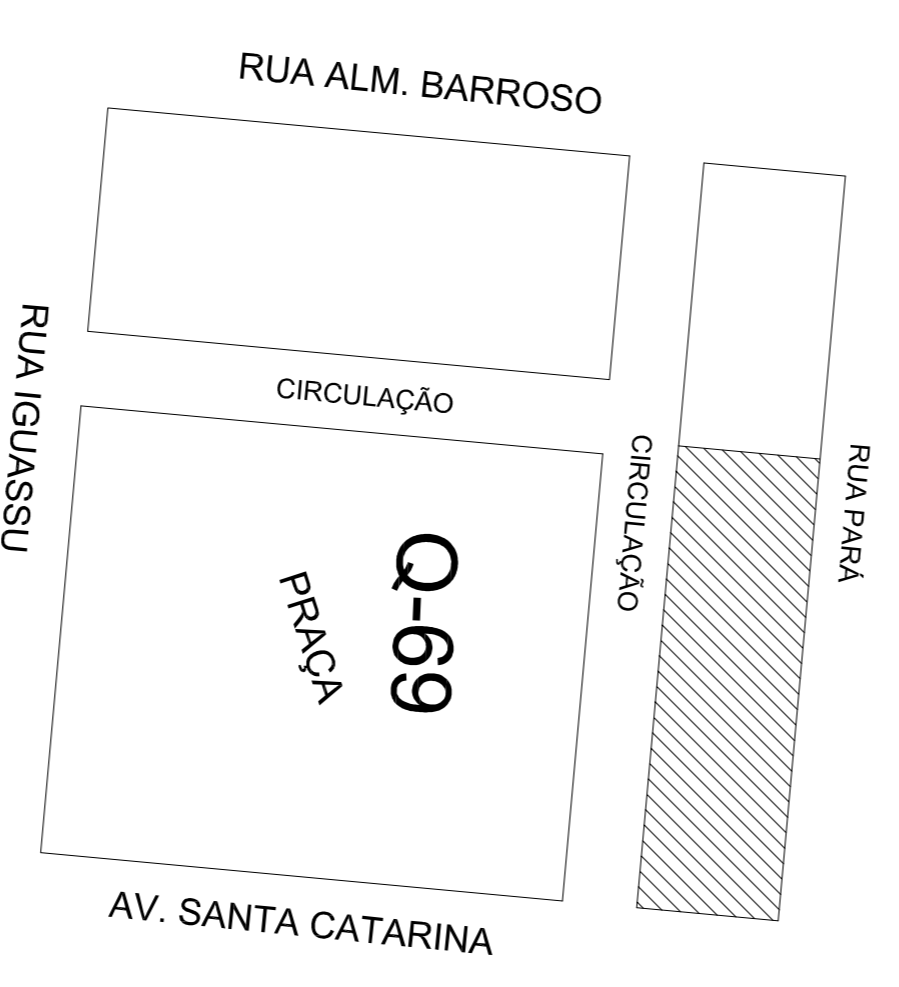 RUA ALM. BARROSO
RUA IGUASSU
CIRCULAÇÃO
CIRCULAÇÃO
RUA PARÁ
Q-69
PRAÇA
AV. SANTA CATARINA